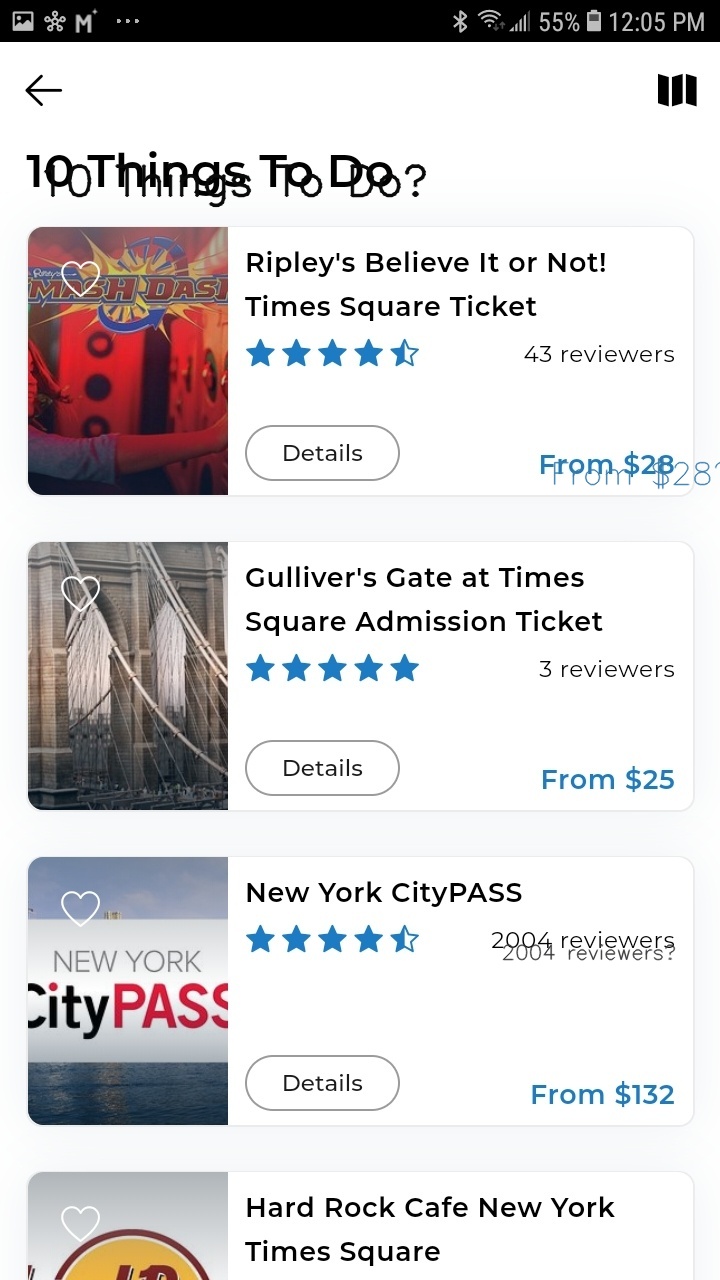 55% 12:05 PM
10 Things To Do
10 Things To Do?
Ripley's
SMASH DASH
Ripley's Believe It or Not!
Times Square Ticket
43 reviewers
Details
From $28
From $28?
Gulliver's Gate at Times
Square Admission Ticket
3 reviewers
Details
From $25
NEW YORK
CityPASS
New York CityPASS
2004 reviewers
2004 reviewers?
Details
From $132
Hard Rock Cafe New York
Times Square